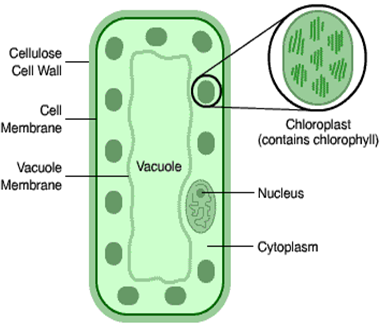 Cellulose
Cell Wall
Cell
Membrane
Vacuole
Membrane
Vacuole
Chloroplast
(contains chlorophyll)
Nucleus
Cytoplasm